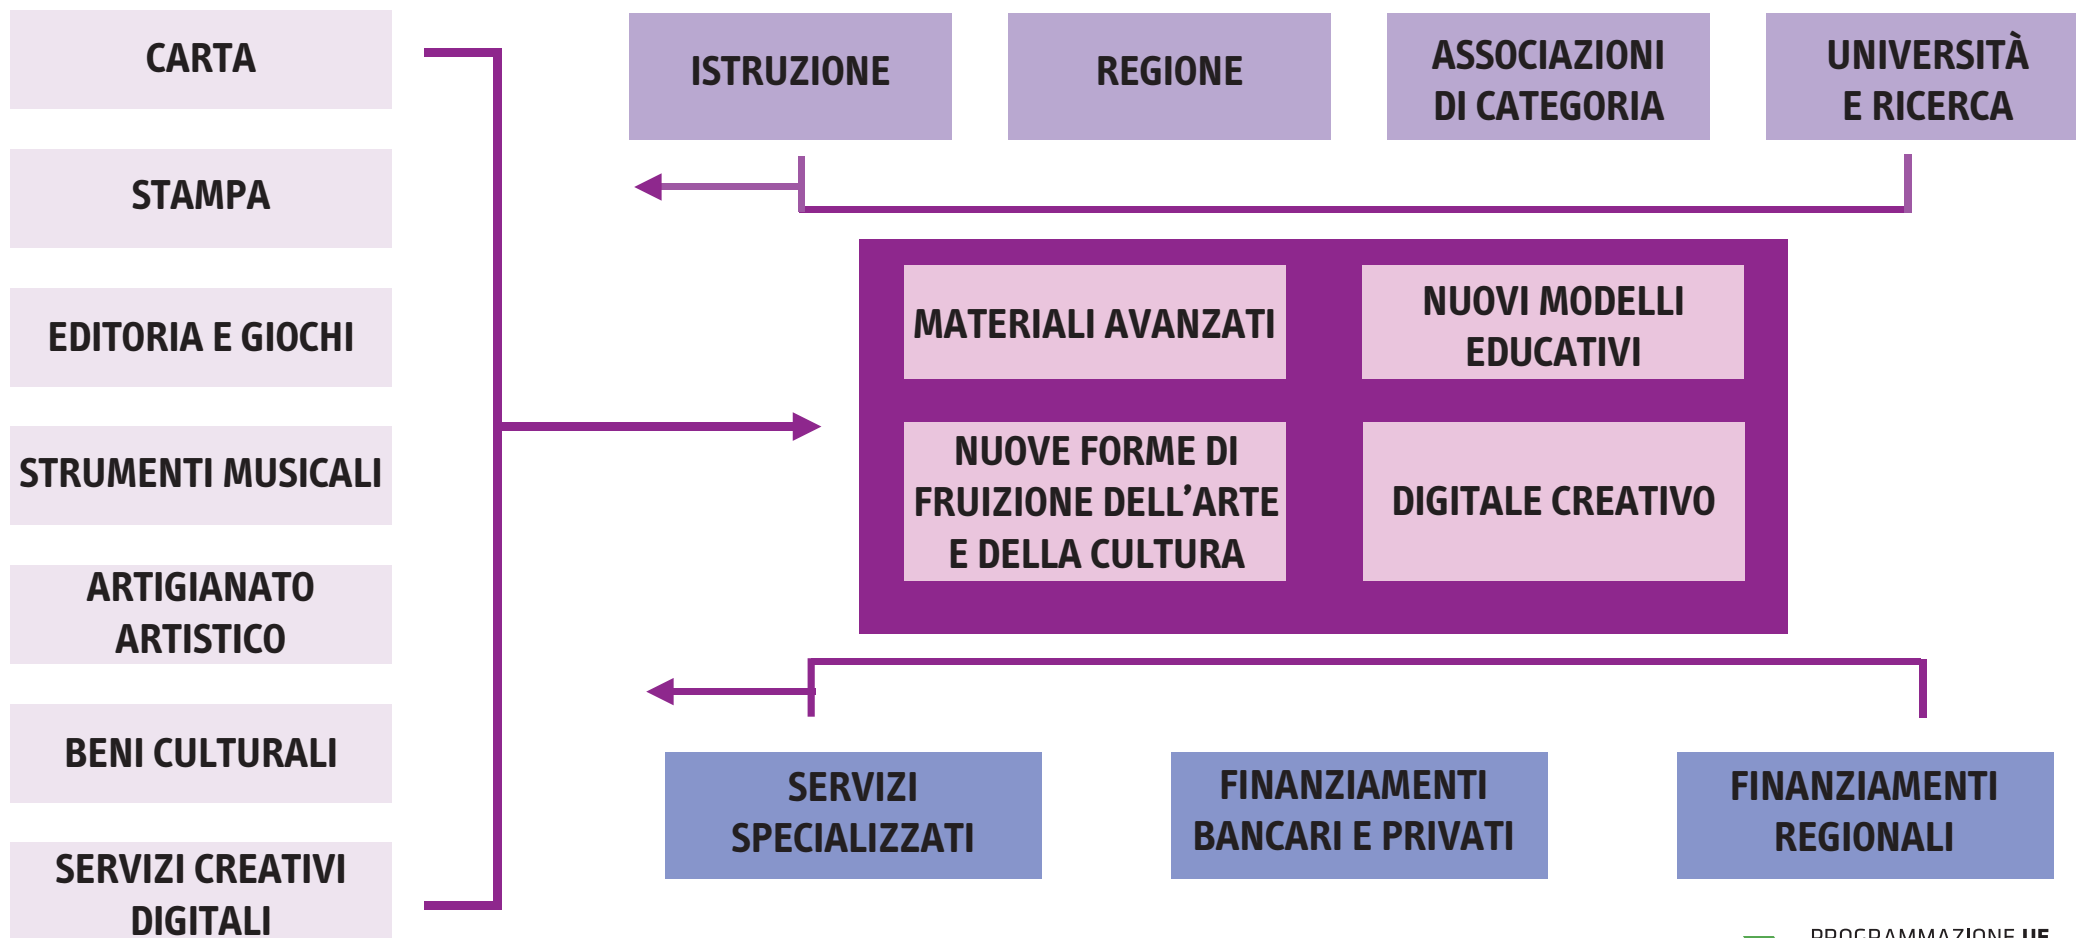 CARTA
STAMPA
EDITORIA E GIOCHI
STRUMENTI MUSICALI
ARTIGIANATO
ARTISTICO
BENI CULTURALI
SERVIZI CREATIVI
DIGITALI
ISTRUZIONE
REGIONE
ASSOCIAZIONI
DI CATEGORIA
UNIVERSITÀ
E RICERCA
MATERIALI AVANZATI
NUOVI MODELLI
EDUCATIVI
NUOVE FORME DI
FRUIZIONE DELL’ARTE
E DELLA CULTURA
DIGITALE CREATIVO
SERVIZI
SPECIALIZZATI
FINANZIAMENTI
BANCARI E PRIVATI
FINANZIAMENTI
REGIONALI
PROGRAMMAZIONE UE